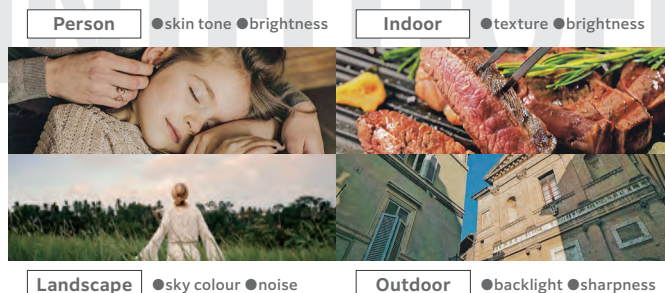 Person ●skin tone ●brightness
Indoor ●texture ●brightness
Landscape ●sky colour ●noise
Outdoor ●backlight ●sharpness